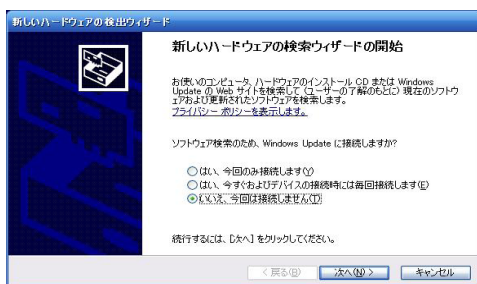 新しいハードウェアの検出ウィザード
新しいハードウェアの検索ウィザードの開始
お使いのコンピュータ、ハードウェアのインストール CD または Windows
Update の Web サイトを検索して (ユーザーの了解のもとに) 現在のソフトウ
ェアおよび更新されたソフトウェアを検索します。
プライバシー ポリシーを表示します。
ソフトウェア検索のため、Windows Update に接続しますか?
はい、今回のみ接続します(Y)
はい、今すぐおよびデバイスの接続時には毎回接続します(E)
いいえ、今回は接続しません(T)
続行するには、[次へ] をクリックしてください。
< 戻る(B)
次へ(N) >
キャンセル